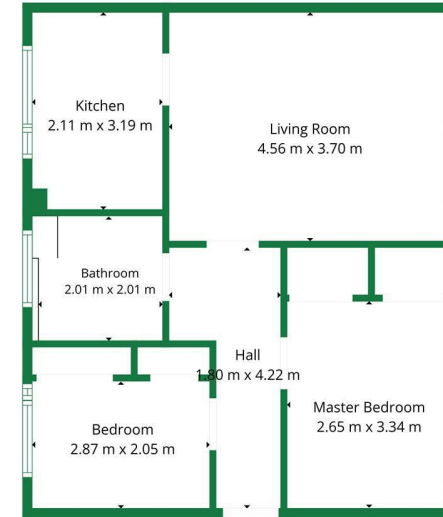 Kitchen
2.11 m x 3.19 m
Living Room
4.56 m x 3.70 m
Bathroom
2.01 m x 2.01 m
Hall
1.80 m x 4.22 m
Bedroom
2.87 m x 2.05 m
Master Bedroom
2.65 m x 3.34 m